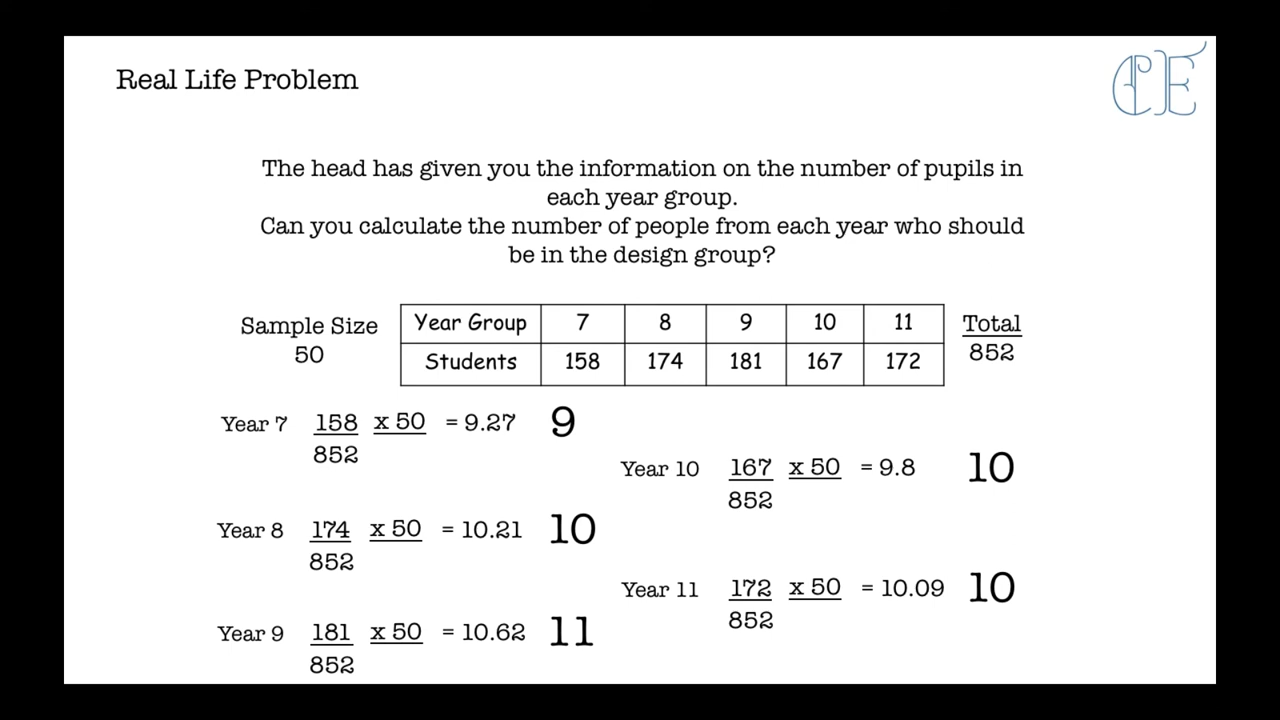 Real Life Problem
CE
The head has given you the information on the number of pupils in
each year group.
Can you calculate the number of people from each year who should
be in the design group?
Sample Size
50
Year Group 7 8 9 10 11
Students 158 174 181 167 172
Total
852
Year 7 158 x 50 = 9.27 9
852
Year 8 174 x 50 = 10.21 10
852
Year 9 181 x 50 = 10.62 11
852
Year 10 167 x 50 = 9.8 10
852
Year 11 172 x 50 = 10.09 10
852